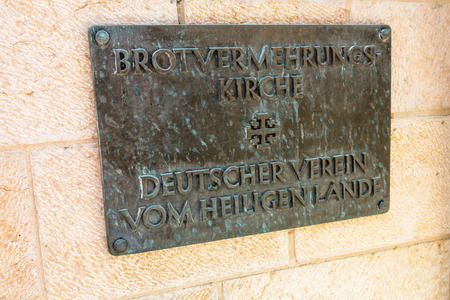 BROTVERMEHRUNGS-
KIRCHE
DEUTSCHER VEREIN
VOM HEILIGEN LANDE